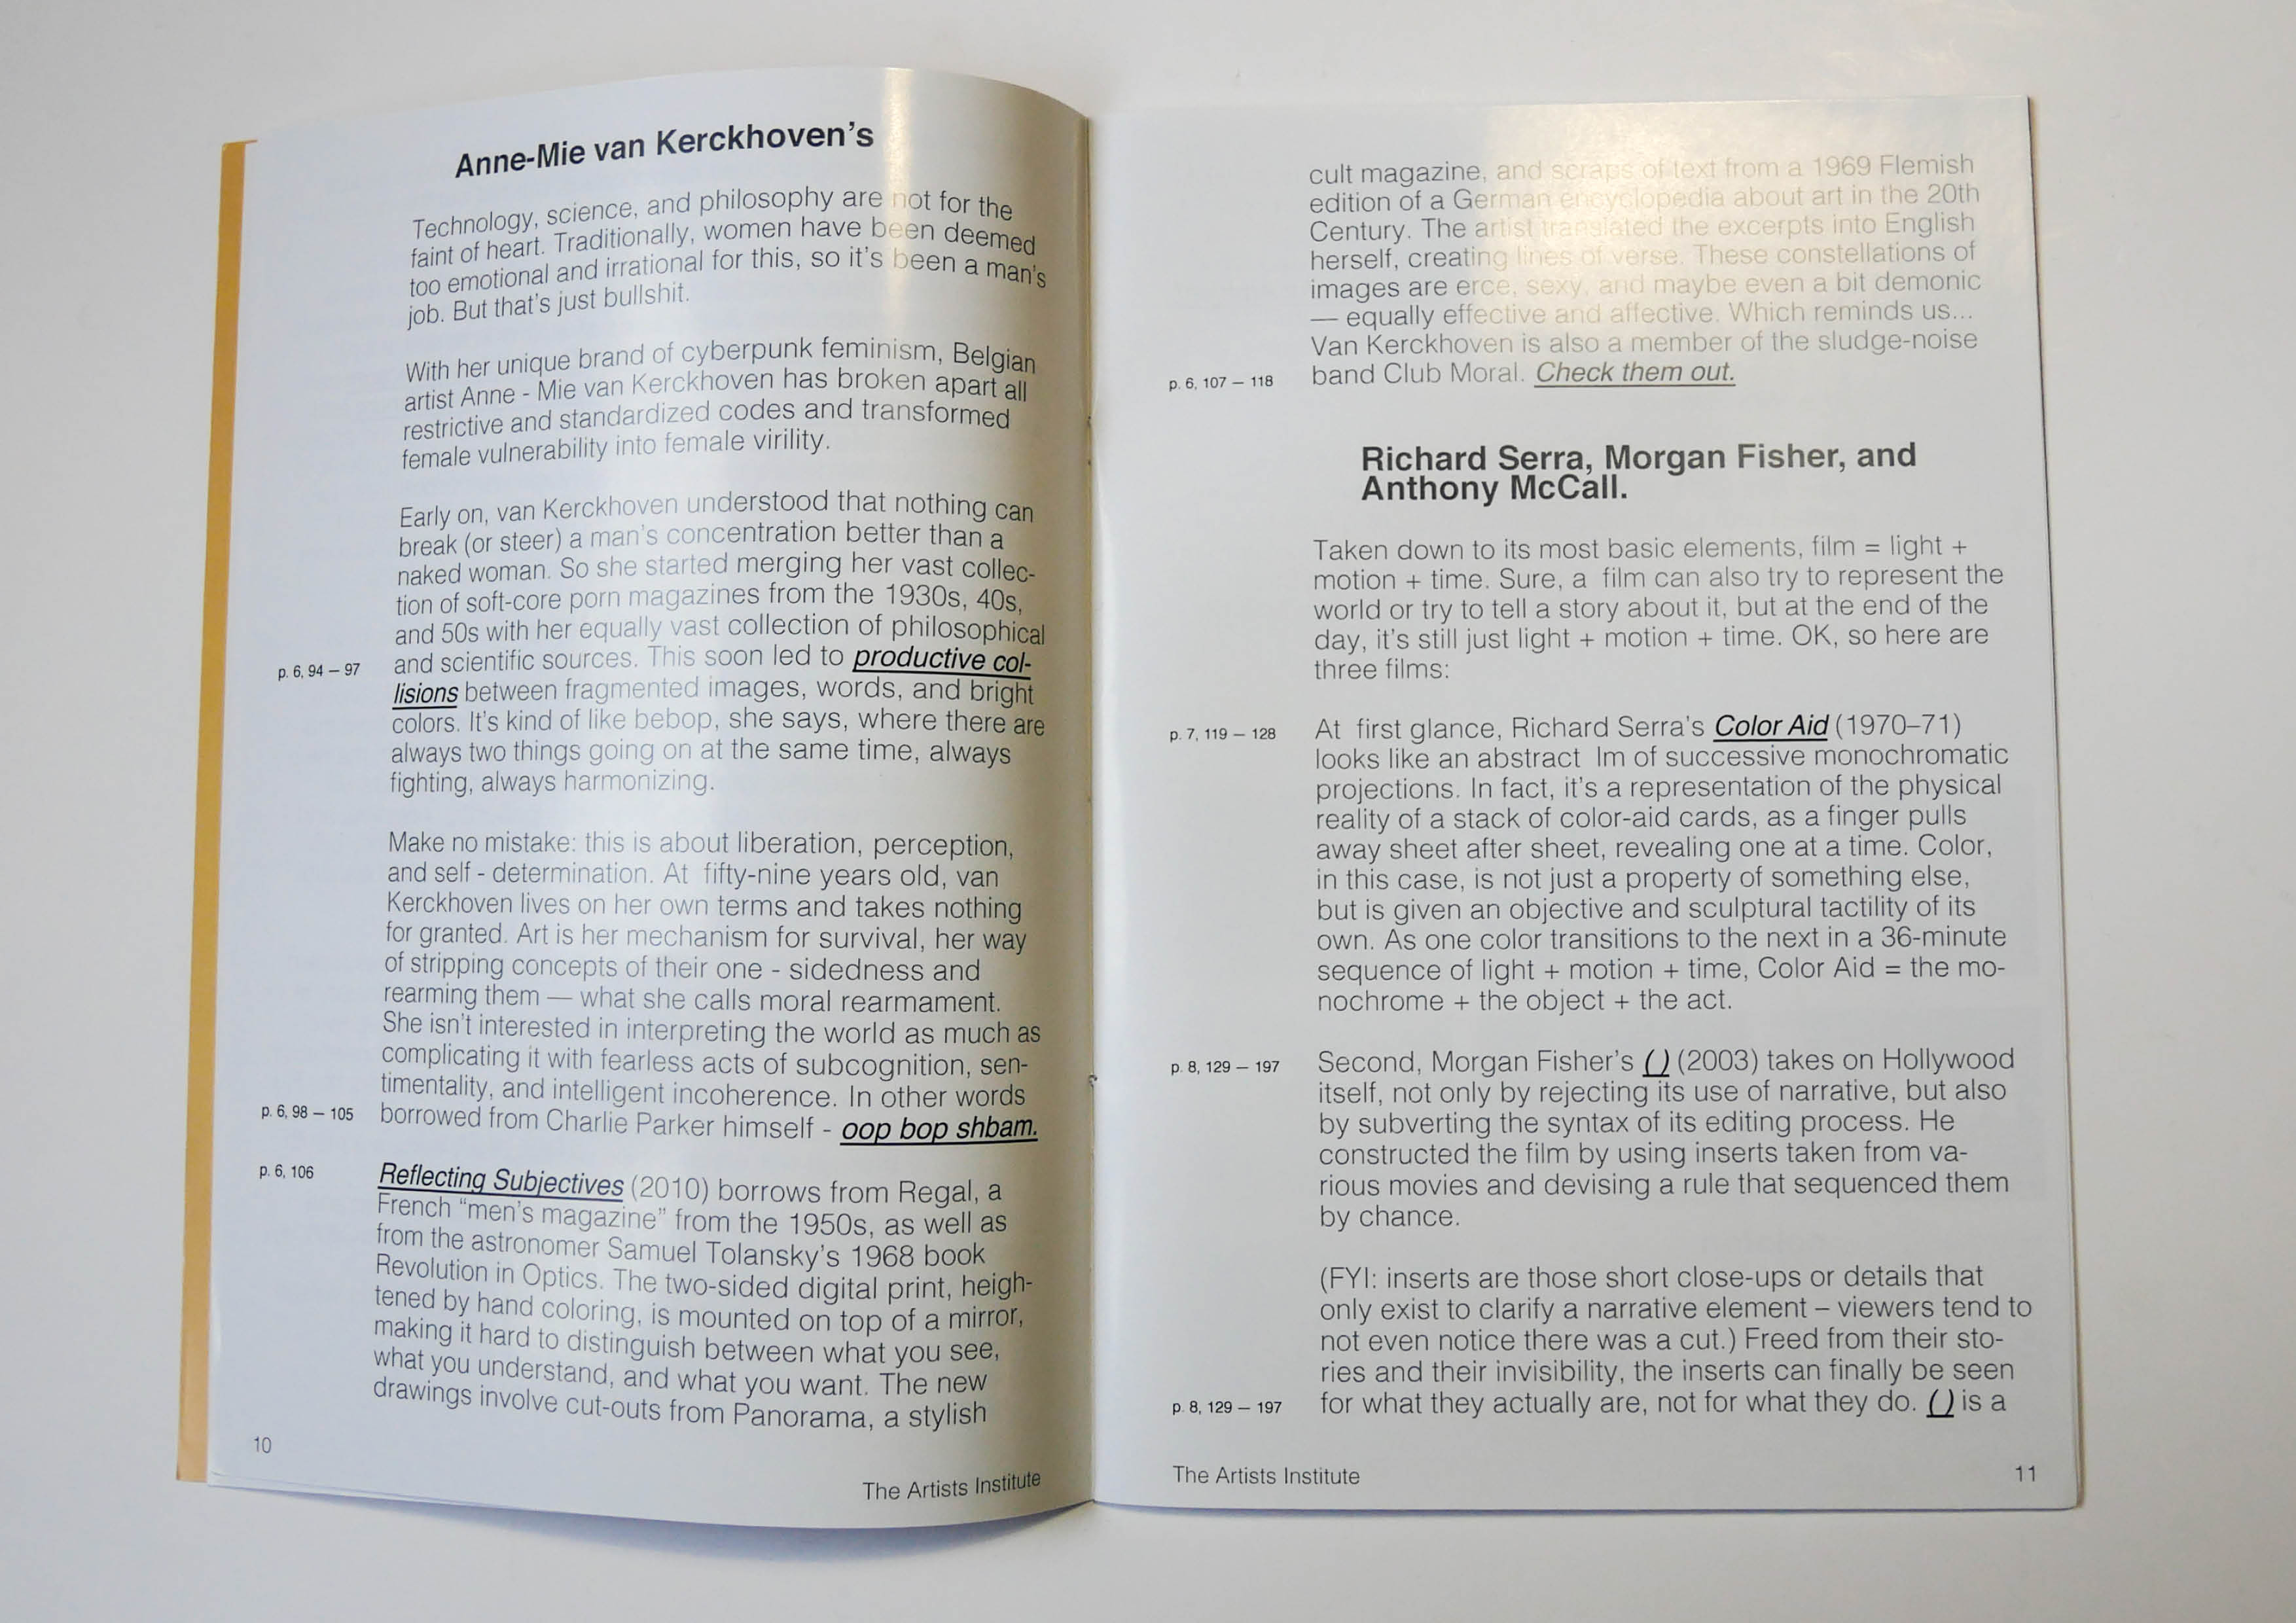 Anne-Mie van Kerckhoven's
Technology, science, and philosophy are not for the
faint of heart. Traditionally, women have been deemed
too emotional and irrational for this, so it's been a man's
job. But that's just bullshit.
With her unique brand of cyberpunk feminism, Belgian
artist Anne - Mie van Kerckhoven has broken apart all
restrictive and standardized codes and transformed
female vulnerability into female virility.
Early on, van Kerckhoven understood that nothing can
break (or steer) a man's concentration better than a
naked woman. So she started merging her vast collec-
tion of soft-core porn magazines from the 1930s, 40s,
and 50s with her equally vast collection of philosophical
p. 6, 94 – 97 and scientific sources. This soon led to productive col-
lisions between fragmented images, words, and bright
colors. It's kind of like bebop, she says, where there are
always two things going on at the same time, always
fighting, always harmonizing.
Make no mistake: this is about liberation, perception,
and self - determination. At fifty-nine years old, van
Kerckhoven lives on her own terms and takes nothing
for granted. Art is her mechanism for survival, her way
of stripping concepts of their one - sidedness and
rearming them — what she calls moral rearmament.
She isn't interested in interpreting the world as much as
complicating it with fearless acts of subcognition, sen-
timentality, and intelligent incoherence. In other words
p. 6, 98 – 105 borrowed from Charlie Parker himself - oop bop shbam.
p. 6, 106 Reflecting Subjectives (2010) borrows from Regal, a
French “men's magazine” from the 1950s, as well as
from the astronomer Samuel Tolansky's 1968 book
Revolution in Optics. The two-sided digital print, heigh-
tened by hand coloring, is mounted on top of a mirror,
making it hard to distinguish between what you see,
what you understand, and what you want. The new
drawings involve cut-outs from Panorama, a stylish
10
The Artists Institute
cult magazine, and scraps of text from a 1969 Flemish
edition of a German encyclopedia about art in the 20th
Century. The artist translated the excerpts into English
herself, creating lines of verse. These constellations of
images are erce, sexy, and maybe even a bit demonic
— equally effective and affective. Which reminds us...
Van Kerckhoven is also a member of the sludge-noise
p. 6, 107 – 118 band Club Moral. Check them out.
Richard Serra, Morgan Fisher, and
Anthony McCall.
Taken down to its most basic elements, film = light +
motion + time. Sure, a film can also try to represent the
world or try to tell a story about it, but at the end of the
day, it's still just light + motion + time. OK, so here are
three films:
p. 7, 119 – 128 At first glance, Richard Serra's Color Aid (1970–71)
looks like an abstract lm of successive monochromatic
projections. In fact, it's a representation of the physical
reality of a stack of color-aid cards, as a finger pulls
away sheet after sheet, revealing one at a time. Color,
in this case, is not just a property of something else,
but is given an objective and sculptural tactility of its
own. As one color transitions to the next in a 36-minute
sequence of light + motion + time, Color Aid = the mo-
nochrome + the object + the act.
p. 8, 129 – 197 Second, Morgan Fisher's () (2003) takes on Hollywood
itself, not only by rejecting its use of narrative, but also
by subverting the syntax of its editing process. He
constructed the film by using inserts taken from va-
rious movies and devising a rule that sequenced them
by chance.
(FYI: inserts are those short close-ups or details that
only exist to clarify a narrative element – viewers tend to
not even notice there was a cut.) Freed from their sto-
ries and their invisibility, the inserts can finally be seen
p. 8, 129 – 197 for what they actually are, not for what they do. () is a
The Artists Institute
11